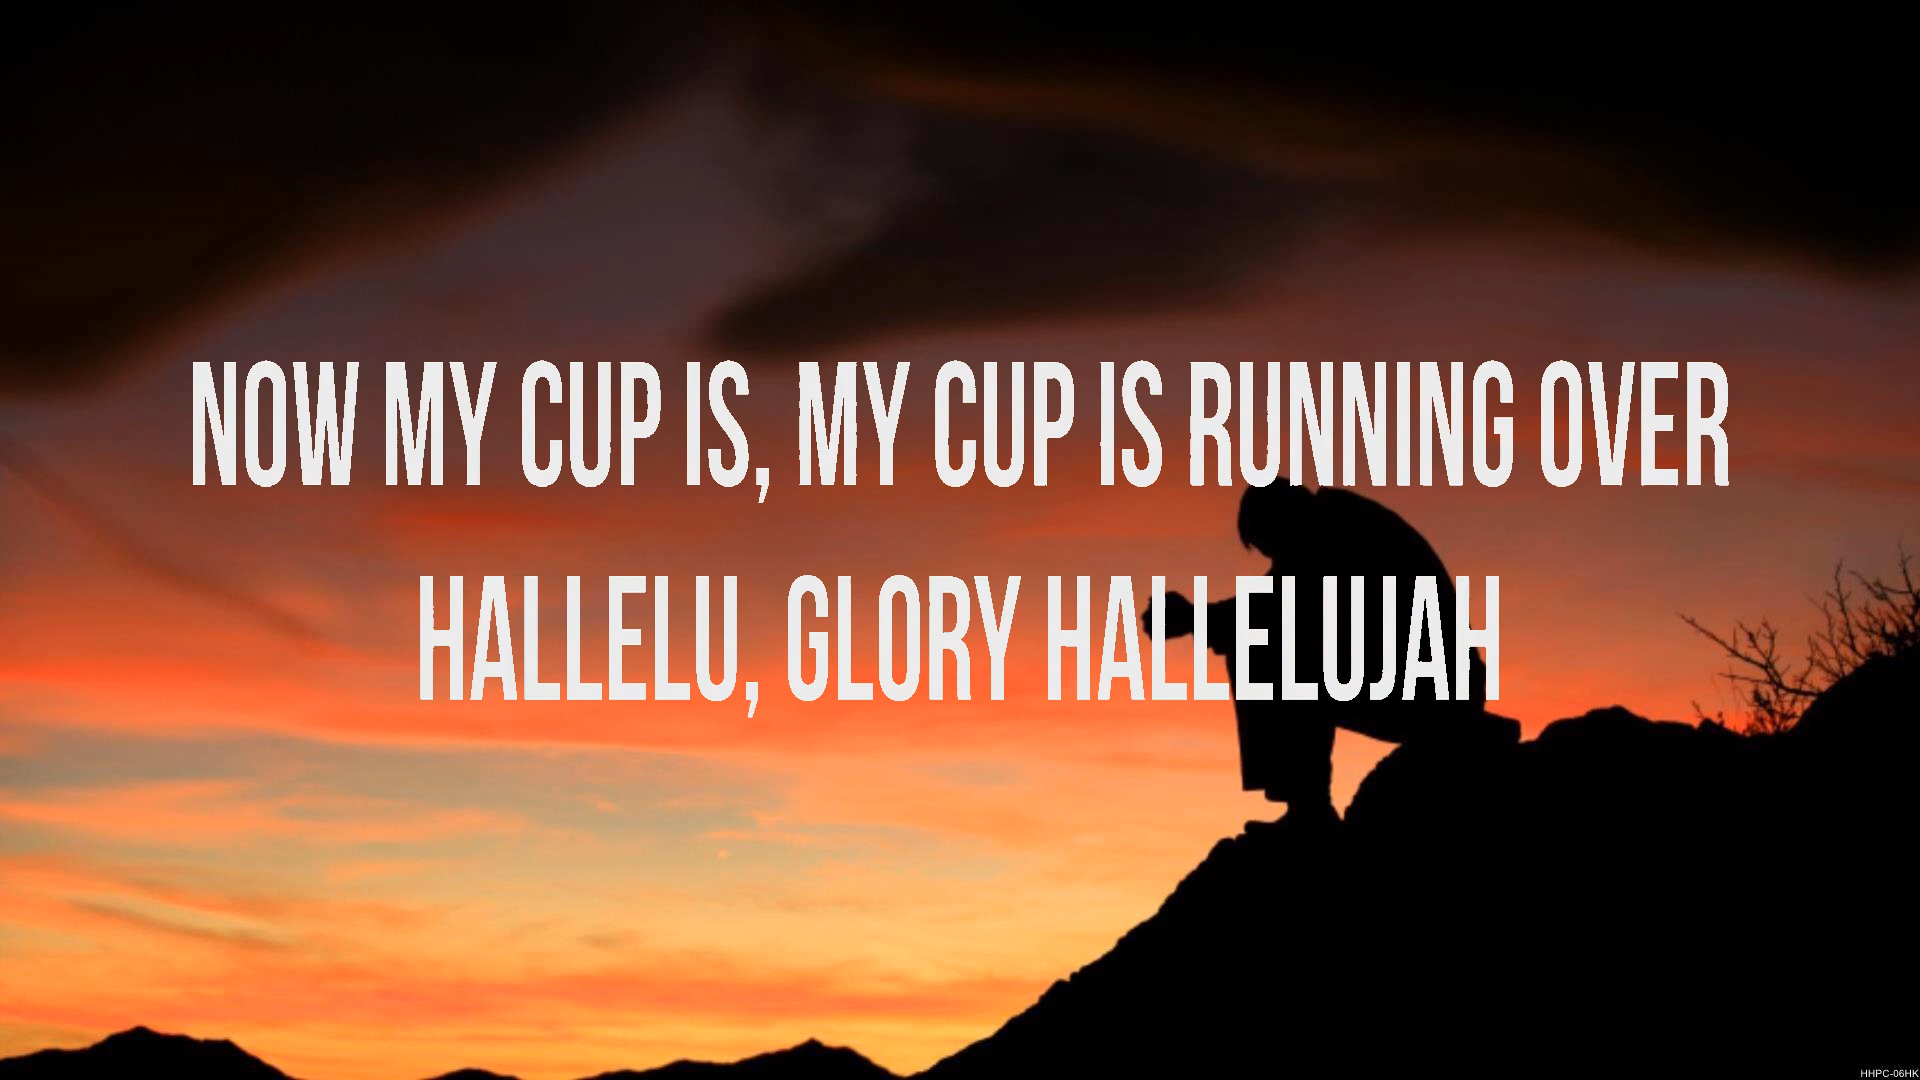 NOW MY CUP IS, MY CUP IS RUNNING OVER
HALLELU, GLORY HALLELUJAH
HHPC-06HK